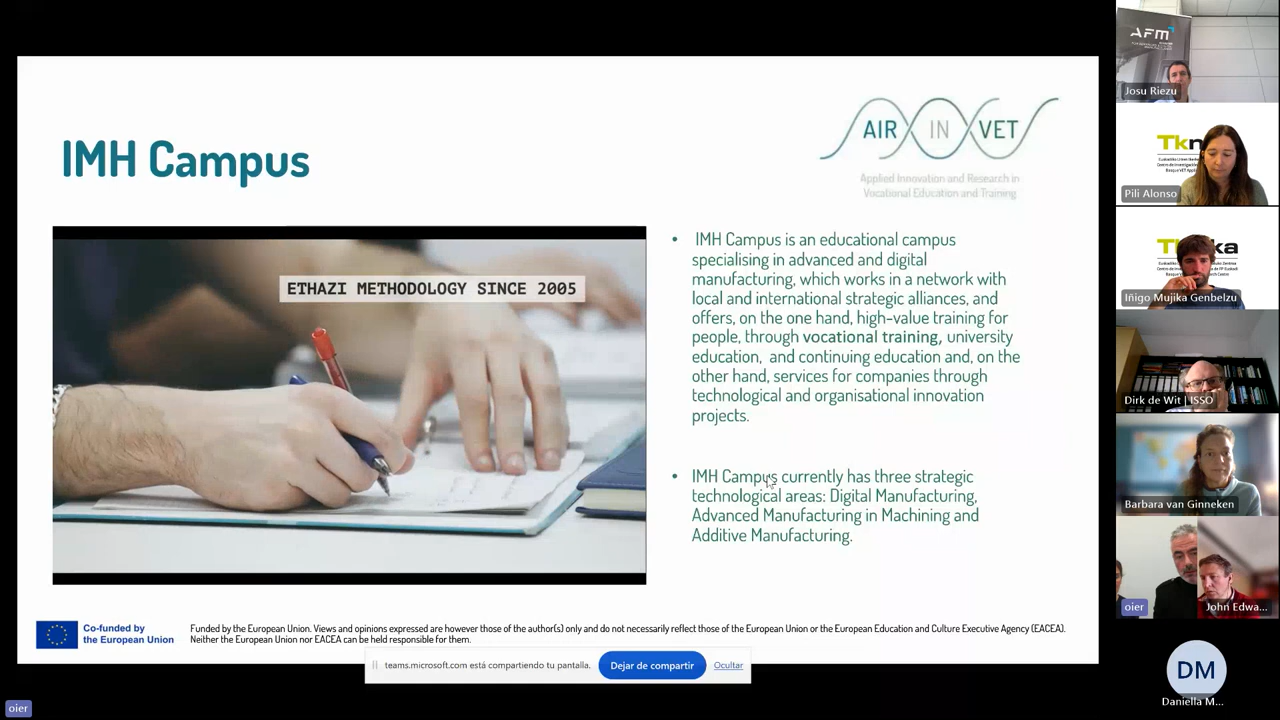 IMH Campus
AIR IN VET
Applied Innovation and Research in
Vocational Education and Training
ETHAZI METHODOLOGY SINCE 2005
• IMH Campus is an educational campus
specialising in advanced and digital
manufacturing, which works in a network with
local and international strategic alliances, and
offers, on the one hand, high-value training for
people, through vocational training, university
education, and continuing education and, on the
other hand, services for companies through
technological and organisational innovation
projects.
• IMH Campus currently has three strategic
technological areas: Digital Manufacturing,
Advanced Manufacturing in Machining and
Additive Manufacturing.
Co-funded by
the European Union
Funded by the European Union. Views and opinions expressed are however those of the author(s) only and do not necessarily reflect those of the European Union or the European Education and Culture Executive Agency (EACEA).
Neither the European Union nor EACEA can be held responsible for them.
teams.microsoft.com está compartiendo tu pantalla.
Dejar de compartir
Ocultar
oier
AFM
Josu Riezu
Tkn
Pili Alonso
Tk ka
Iñigo Mujika Genbelzu
Dirk de Wit | ISSO
Barbara van Ginneken
oier
John Edwa...
DM
Daniella M...